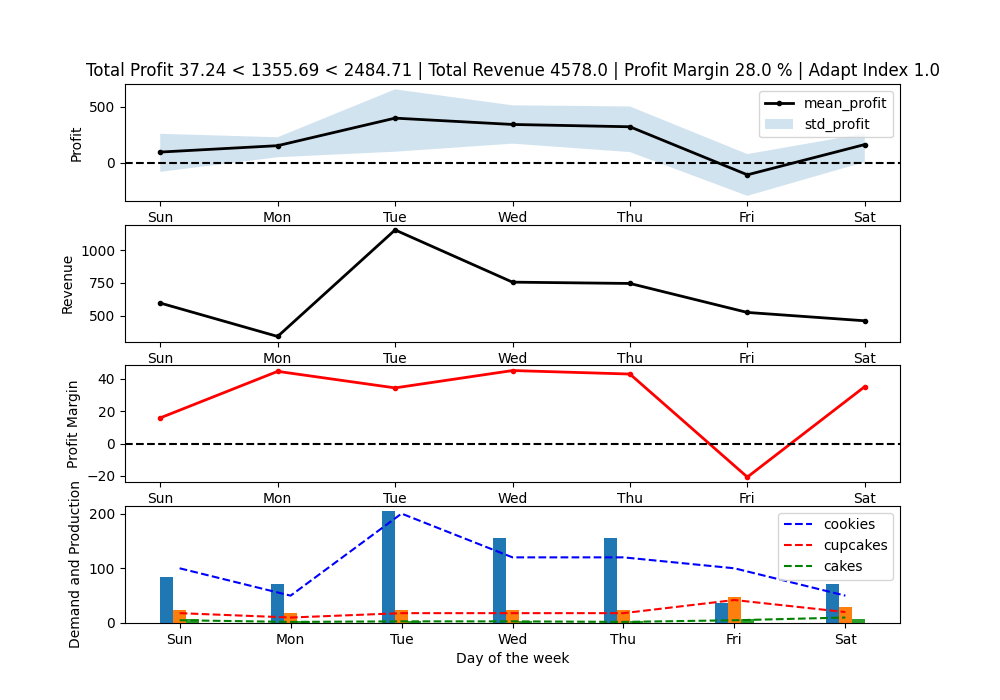 Total Profit 37.24 < 1355.69 < 2484.71 | Total Revenue 4578.0 | Profit Margin 28.0 % | Adapt Index 1.0
Profit
500
0
mean_profit
std_profit
Sun Mon Tue Wed Thu Fri Sat
Revenue
1000
750
500
Sun Mon Tue Wed Thu Fri Sat
Profit Margin
40
20
0
−20
Sun Mon Tue Wed Thu Fri Sat
Demand and Production
200
100
0
cookies
cupcakes
cakes
Sun Mon Tue Wed Thu Fri Sat
Day of the week